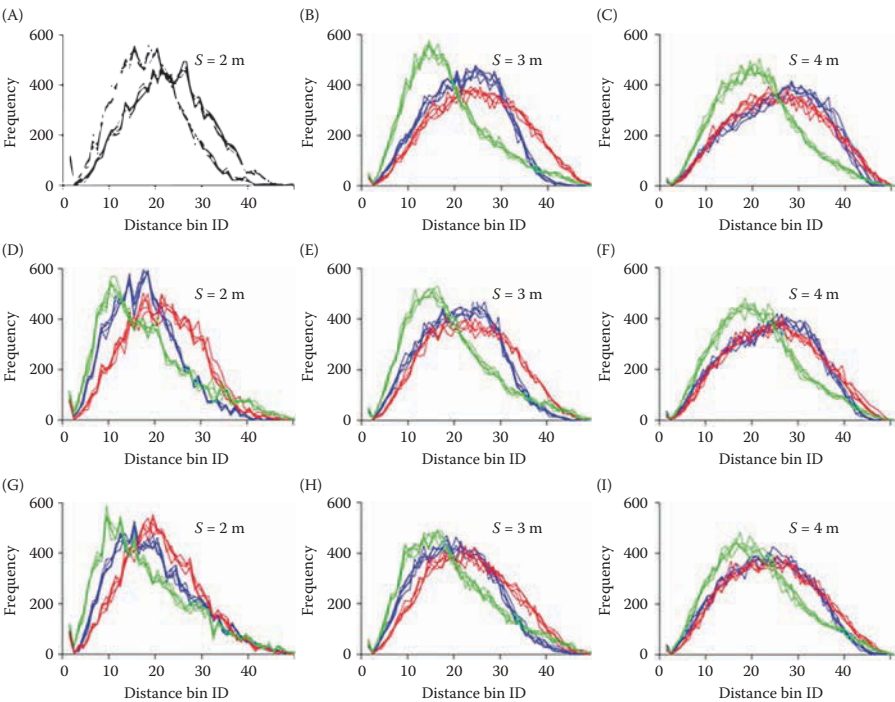 (A)
600
400
200
0
Frequency
S = 2 m
0 10 20 30 40 50
Distance bin ID
(B)
600
400
200
0
Frequency
S = 3 m
0 10 20 30 40
Distance bin ID
(C)
600
400
200
0
Frequency
S = 4 m
0 10 20 30 40 50
Distance bin ID
(D)
600
400
200
0
Frequency
S = 2 m
0 10 20 30 40 50
Distance bin ID
(E)
600
400
200
0
Frequency
S = 3 m
0 10 20 30 40
Distance bin ID
(F)
600
400
200
0
Frequency
S = 4 m
0 10 20 30 40
Distance bin ID
(G)
600
400
200
0
Frequency
S = 2 m
0 10 20 30 40
Distance bin ID
(H)
600
400
200
0
Frequency
S = 3 m
0 10 20 30 40
Distance bin ID
(I)
600
400
200
0
Frequency
S = 4 m
0 10 20 30 40 50
Distance bin ID